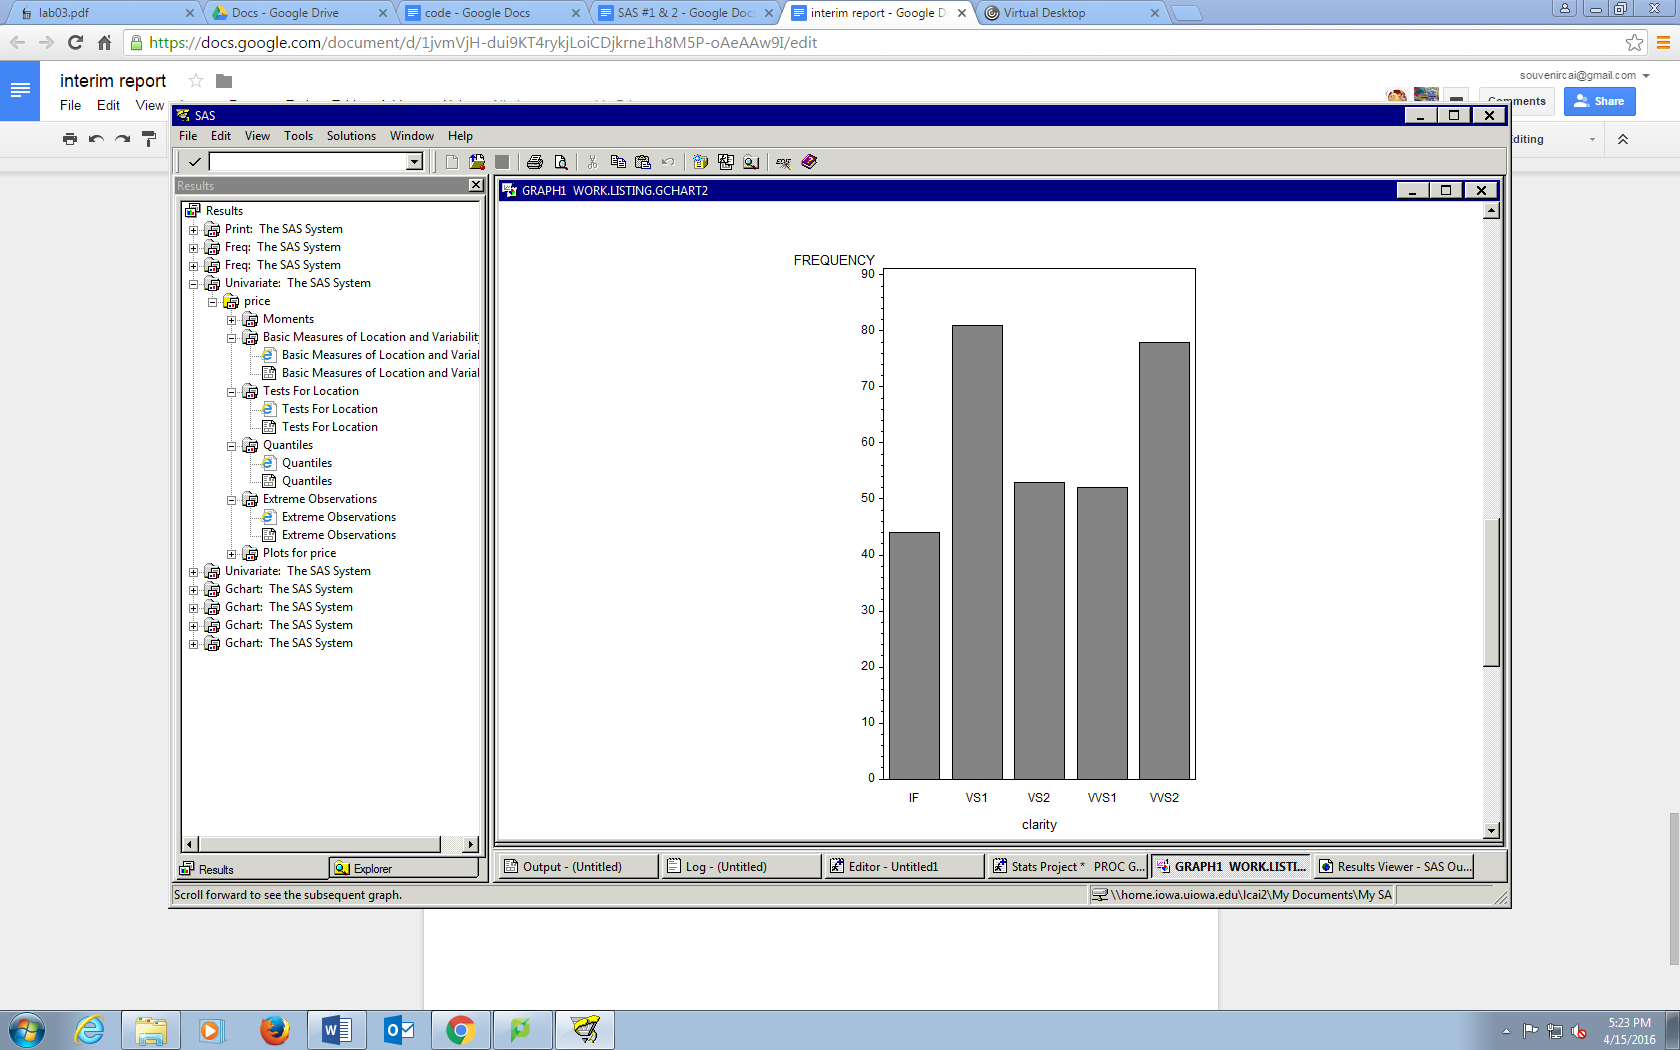 lab03.pdf
Docs - Google Drive
code - Google Docs
SAS #1 & 2 - Google Docs
interim report - Google D
Virtual Desktop
https://docs.google.com/document/d/1jvmVjH-dui9KT4rykjLoiCDjkrne1h8M5P-oAeAAw9I/edit
interim report
souvenircai@gmail.com
File Edit View
Comments
Share
diting
SAS
File Edit View Tools Solutions Window Help
Results
GRAPH1 WORK.LISTING.GCHART2
Results
Print: The SAS System
Freq: The SAS System
Freq: The SAS System
Univariate: The SAS System
price
Moments
Basic Measures of Location and Variabilit
Basic Measures of Location and Varial
Basic Measures of Location and Varial
Tests For Location
Tests For Location
Tests For Location
Quantiles
Quantiles
Quantiles
Extreme Observations
Extreme Observations
Extreme Observations
Plots for price
Univariate: The SAS System
Gchart: The SAS System
Gchart: The SAS System
Gchart: The SAS System
Gchart: The SAS System
FREQUENCY
90
80
70
60
50
40
30
20
10
0
IF VS1 VS2 VVS1 VVS2
clarity
Results
Explorer
Output - (Untitled)
Log - (Untitled)
Editor - Untitled1
Stats Project * PROC G...
GRAPH1 WORK.LISTI...
Results Viewer - SAS Ou...
Scroll forward to see the subsequent graph.
\\home.iowa.uiowa.edu\lcai2\My Documents\My SA
5:23 PM
4/15/2016